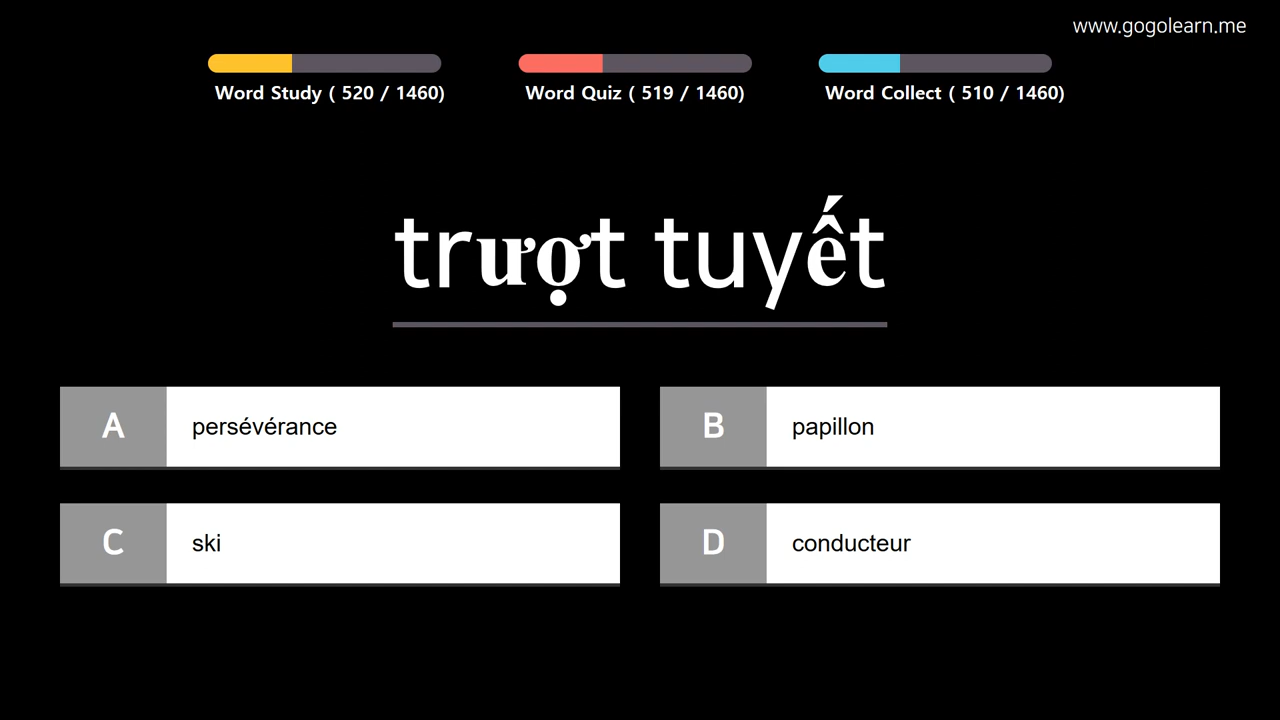 www.gogolearn.me
Word Study ( 520 / 1460)
Word Quiz ( 519 / 1460)
Word Collect ( 510 / 1460)
trượt tuyết
A persévérance
B papillon
C ski
D conducteur